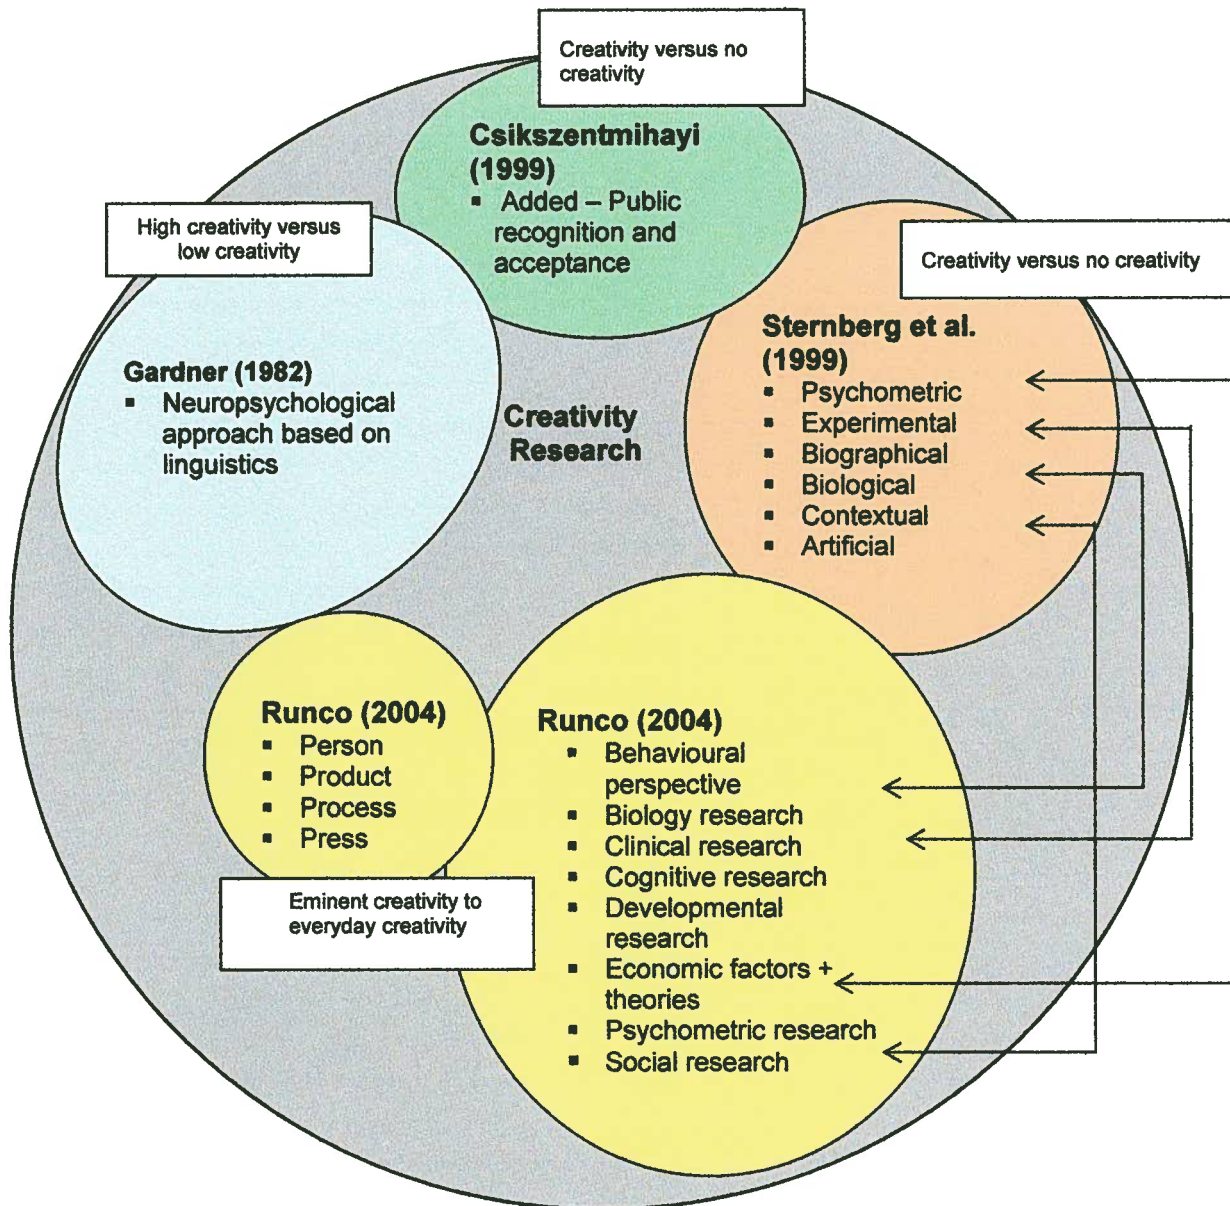 Creativity versus no
creativity
Csikszentmihayi
(1999)
▪ Added – Public
recognition and
acceptance
High creativity versus
low creativity
Creativity versus no creativity
Gardner (1982)
▪ Neuropsychological
approach based on
linguistics
Creativity
Research
Sternberg et al.
(1999)
▪ Psychometric
▪ Experimental
▪ Biographical
▪ Biological
▪ Contextual
▪ Artificial
Runco (2004)
▪ Person
▪ Product
▪ Process
▪ Press
Eminent creativity to
everyday creativity
Runco (2004)
▪ Behavioural
perspective
▪ Biology research
▪ Clinical research
▪ Cognitive research
▪ Developmental
research
▪ Economic factors +
theories
▪ Psychometric research
▪ Social research